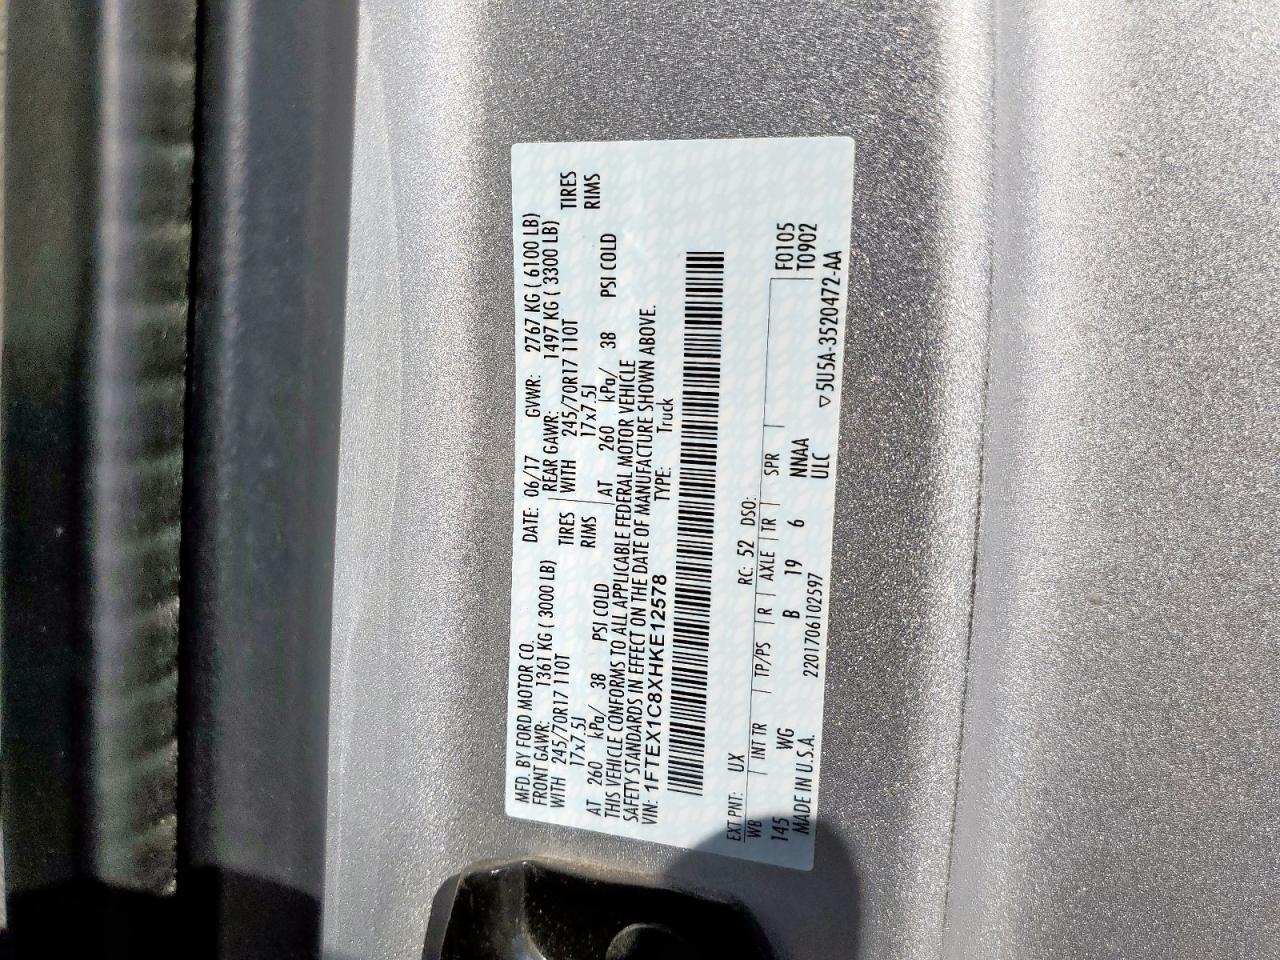 MFD. BY FORD MOTOR CO.
DATE: 06/17 GVWR: 2767 KG ( 6100 LB)
FRONT GAWR: 1361 KG ( 3000 LB) REAR GAWR: 1497 KG ( 3300 LB)
WITH 245/70R17 110T TIRES WITH 245/70R17 110T TIRES
17x7.5J RIMS 17x7.5J RIMS
AT 260 kPa/ 38 PSI COLD AT 260 kPa/ 38 PSI COLD
THIS VEHICLE CONFORMS TO ALL APPLICABLE FEDERAL MOTOR VEHICLE
SAFETY STANDARDS IN EFFECT ON THE DATE OF MANUFACTURE SHOWN ABOVE.
VIN: 1FTEX1C8XHKE12578 TYPE: Truck
EXT PNT: UX RC: 52 DSO:
WB INT TR TP/PS R AXLE TR SPR F0105
145 WG B 19 6 NNAA T0902
MADE IN U.S.A. 2201706102597 ULC ▽5U5A-3520472-AA